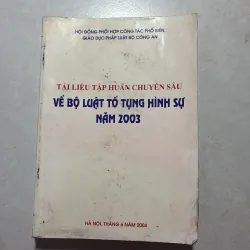 HỘI ĐỒNG PHỐI HỢP CÔNG TÁC PHỔ BIẾN,
GIÁO DỤC PHÁP LUẬT BỘ CÔNG AN
TÀI LIỆU TẬP HUẤN CHUYÊN SÂU
VỀ BỘ LUẬT TỐ TỤNG HÌNH SỰ
NĂM 2003
HÀ NỘI, THÁNG 6 NĂM 2004